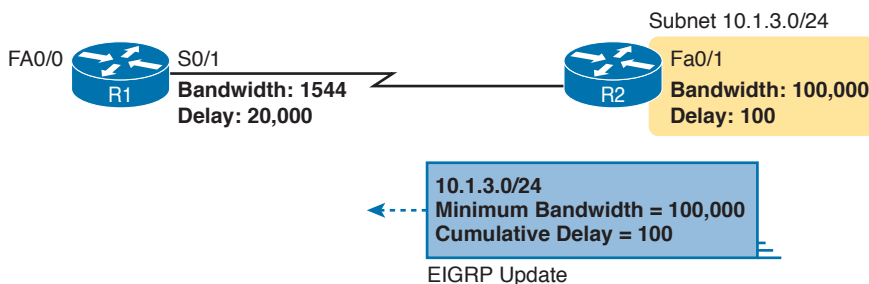 Subnet 10.1.3.0/24
FA0/0
R1
S0/1
Bandwidth: 1544
Delay: 20,000
R2
Fa0/1
Bandwidth: 100,000
Delay: 100
10.1.3.0/24
Minimum Bandwidth = 100,000
Cumulative Delay = 100
EIGRP Update